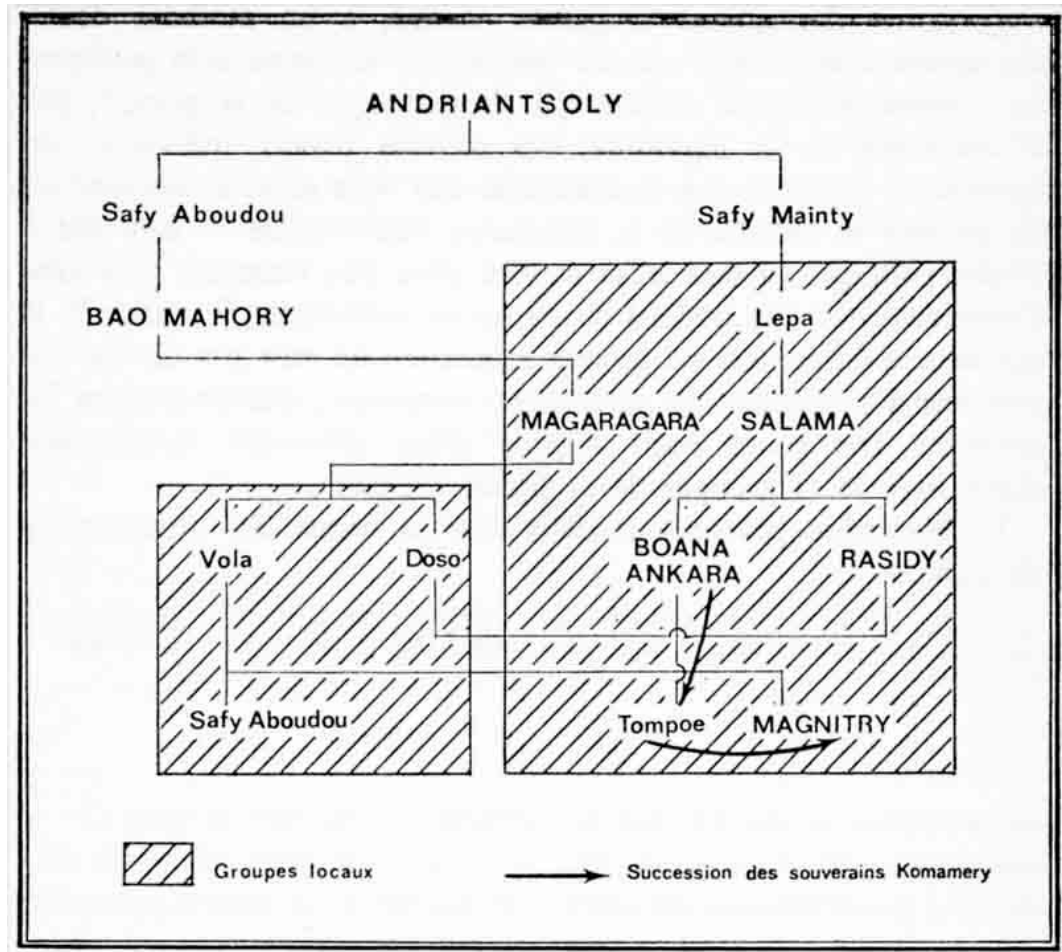 ANDRIANTSOLY
Safy Aboudou
Safy Mainty
BAO MAHORY
Lepa
MAGARAGARA
SALAMA
Vola
Doso
BOANA
ANKARA
RASIDY
Safy Aboudou
Tompoe
MAGNITRY
Groupes locaux
Succession des souverains Komamery